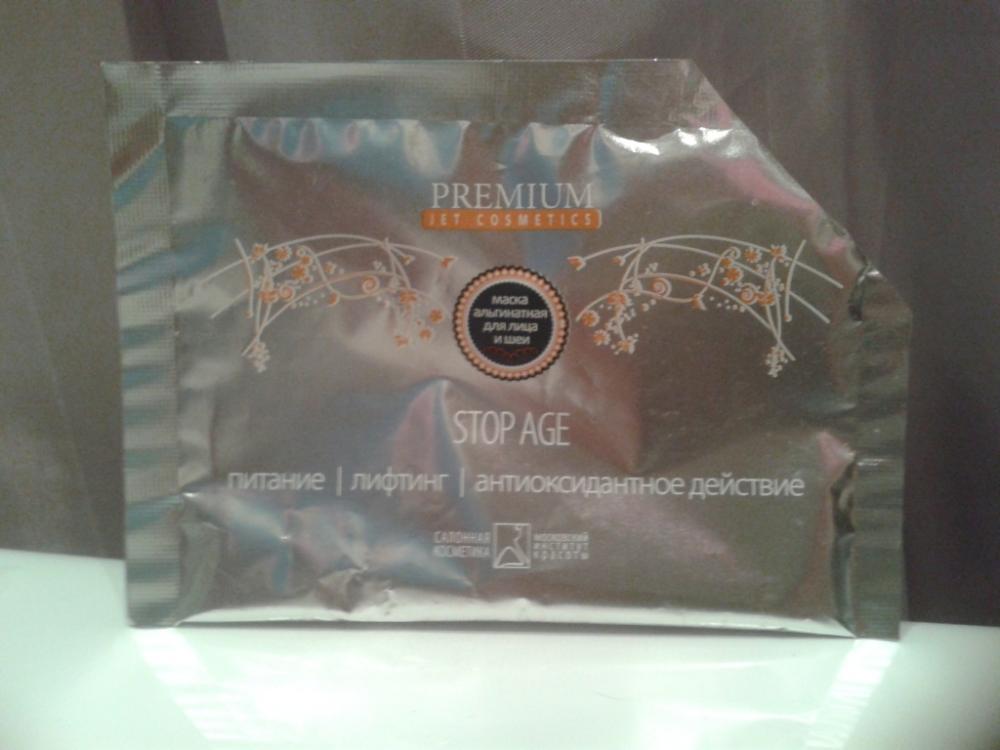 PREMIUM
JET COSMETICS
маска
альгинатная
для лица
и шеи
STOP AGE
питание | лифтинг | антиоксидантное действие
САЛОННАЯ
КОСМЕТИКА
МОСКОВСКИЙ
ИНСТИТУТ
КРАСОТЫ